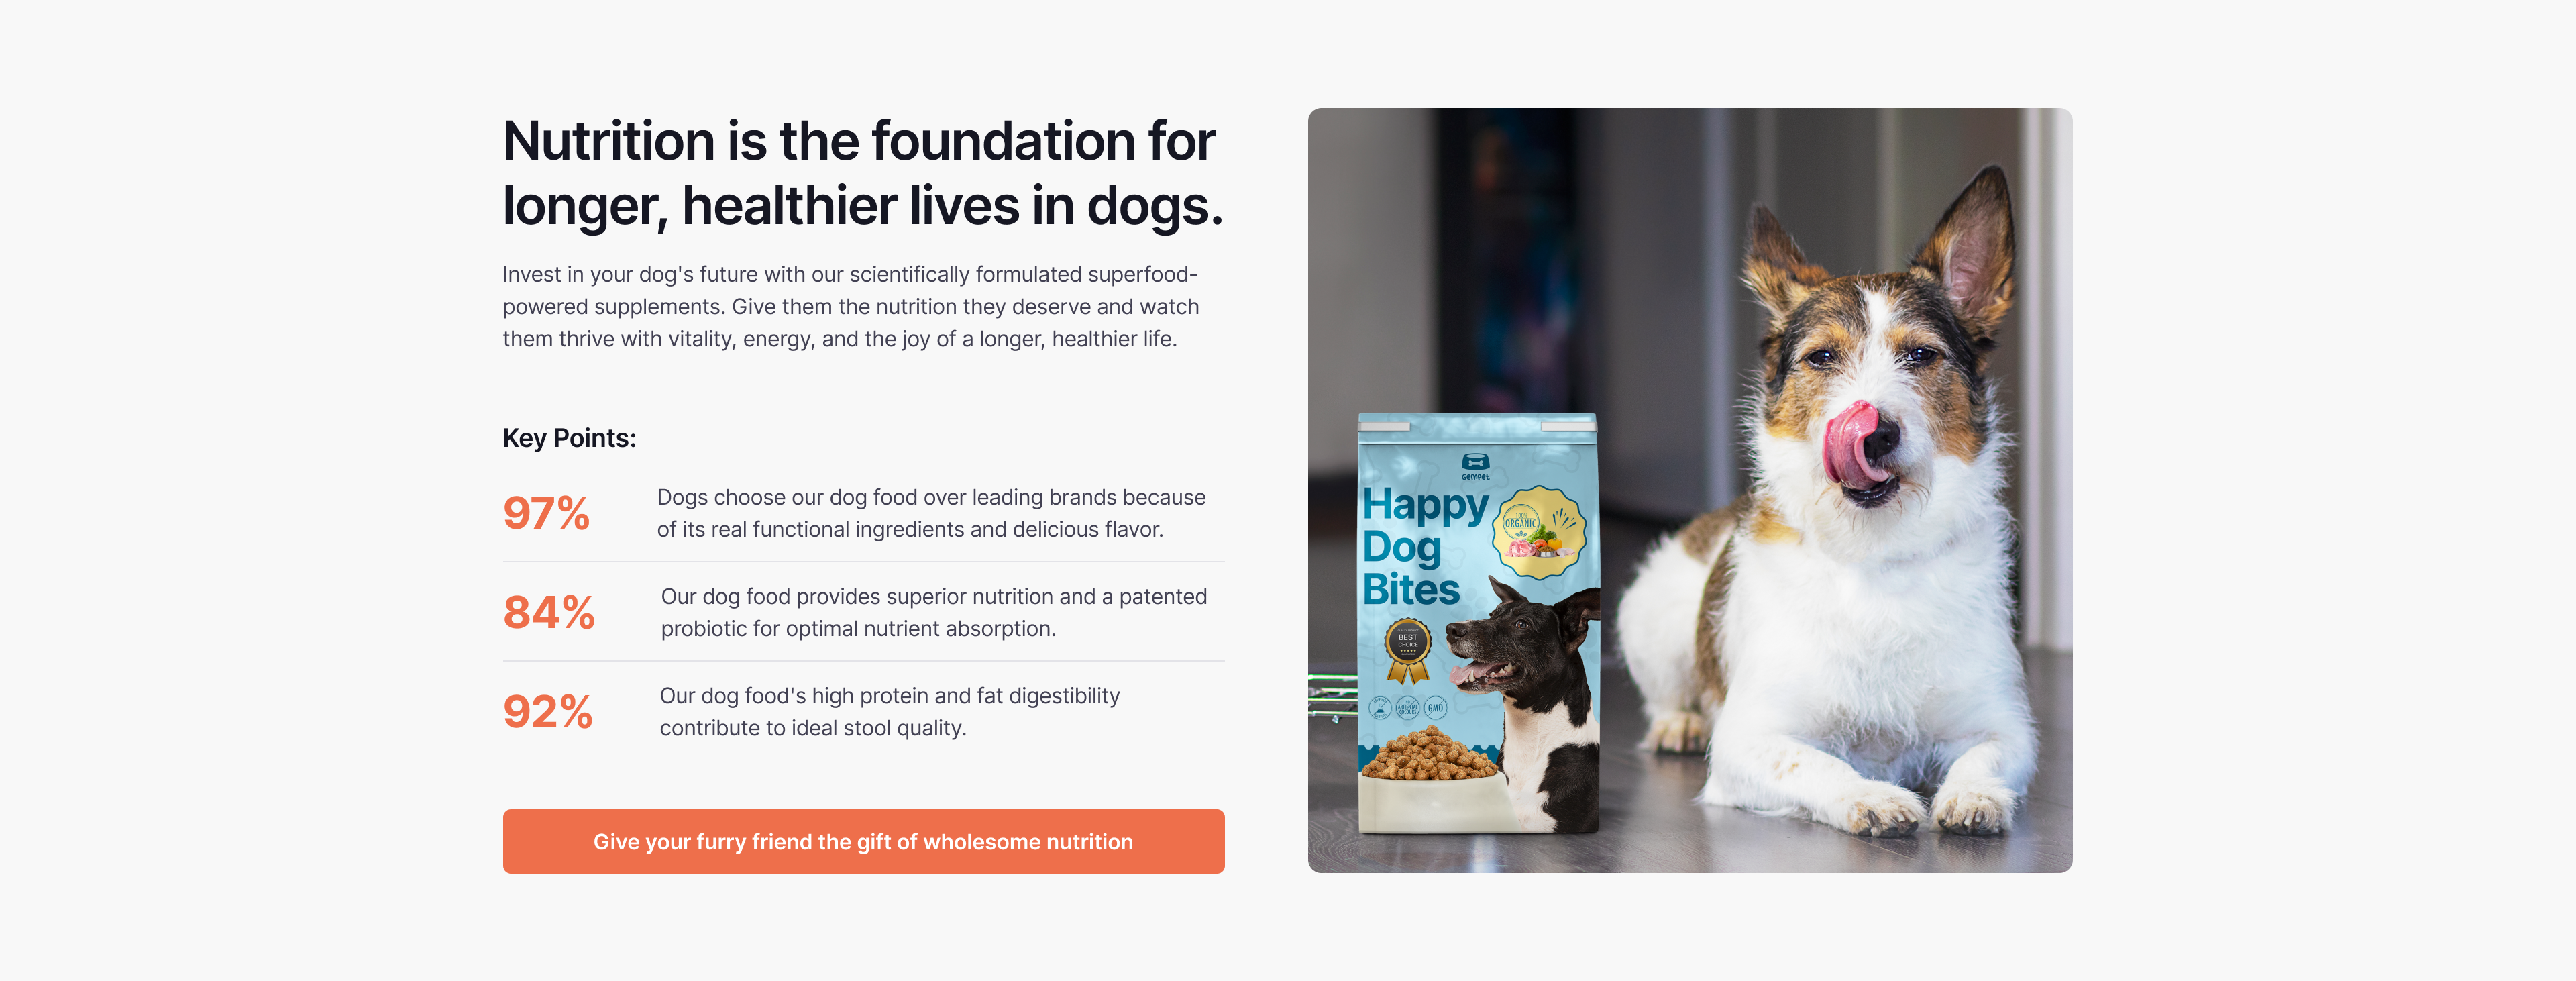 Nutrition is the foundation for
longer, healthier lives in dogs.
Invest in your dog's future with our scientifically formulated superfood-
powered supplements. Give them the nutrition they deserve and watch
them thrive with vitality, energy, and the joy of a longer, healthier life.
Key Points:
97%
Dogs choose our dog food over leading brands because
of its real functional ingredients and delicious flavor.
84%
Our dog food provides superior nutrition and a patented
probiotic for optimal nutrient absorption.
92%
Our dog food's high protein and fat digestibility
contribute to ideal stool quality.
Give your furry friend the gift of wholesome nutrition
Gempet
Happy
Dog
Bites
100%
ORGANIC
BEST
CHOICE
ARTIFICIAL
COLOURS
GMO